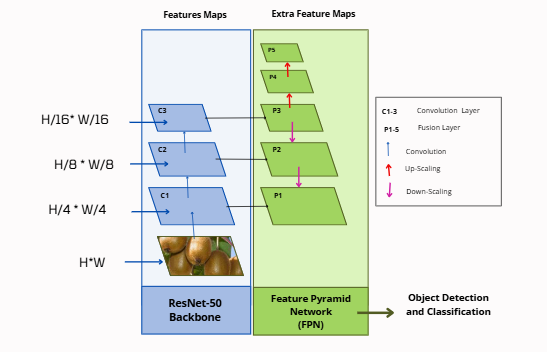 Features Maps
Extra Feature Maps
P5
P4
C3
P3
H/16* W/16
C2
P2
H/8 * W/8
C1
P1
H/4 * W/4
H*W
C1-3 Convolution Layer
P1-5 Fusion Layer
Convolution
Up-Scaling
Down-Scaling
ResNet-50
Backbone
Feature Pyramid
Network
(FPN)
Object Detection
and Classification